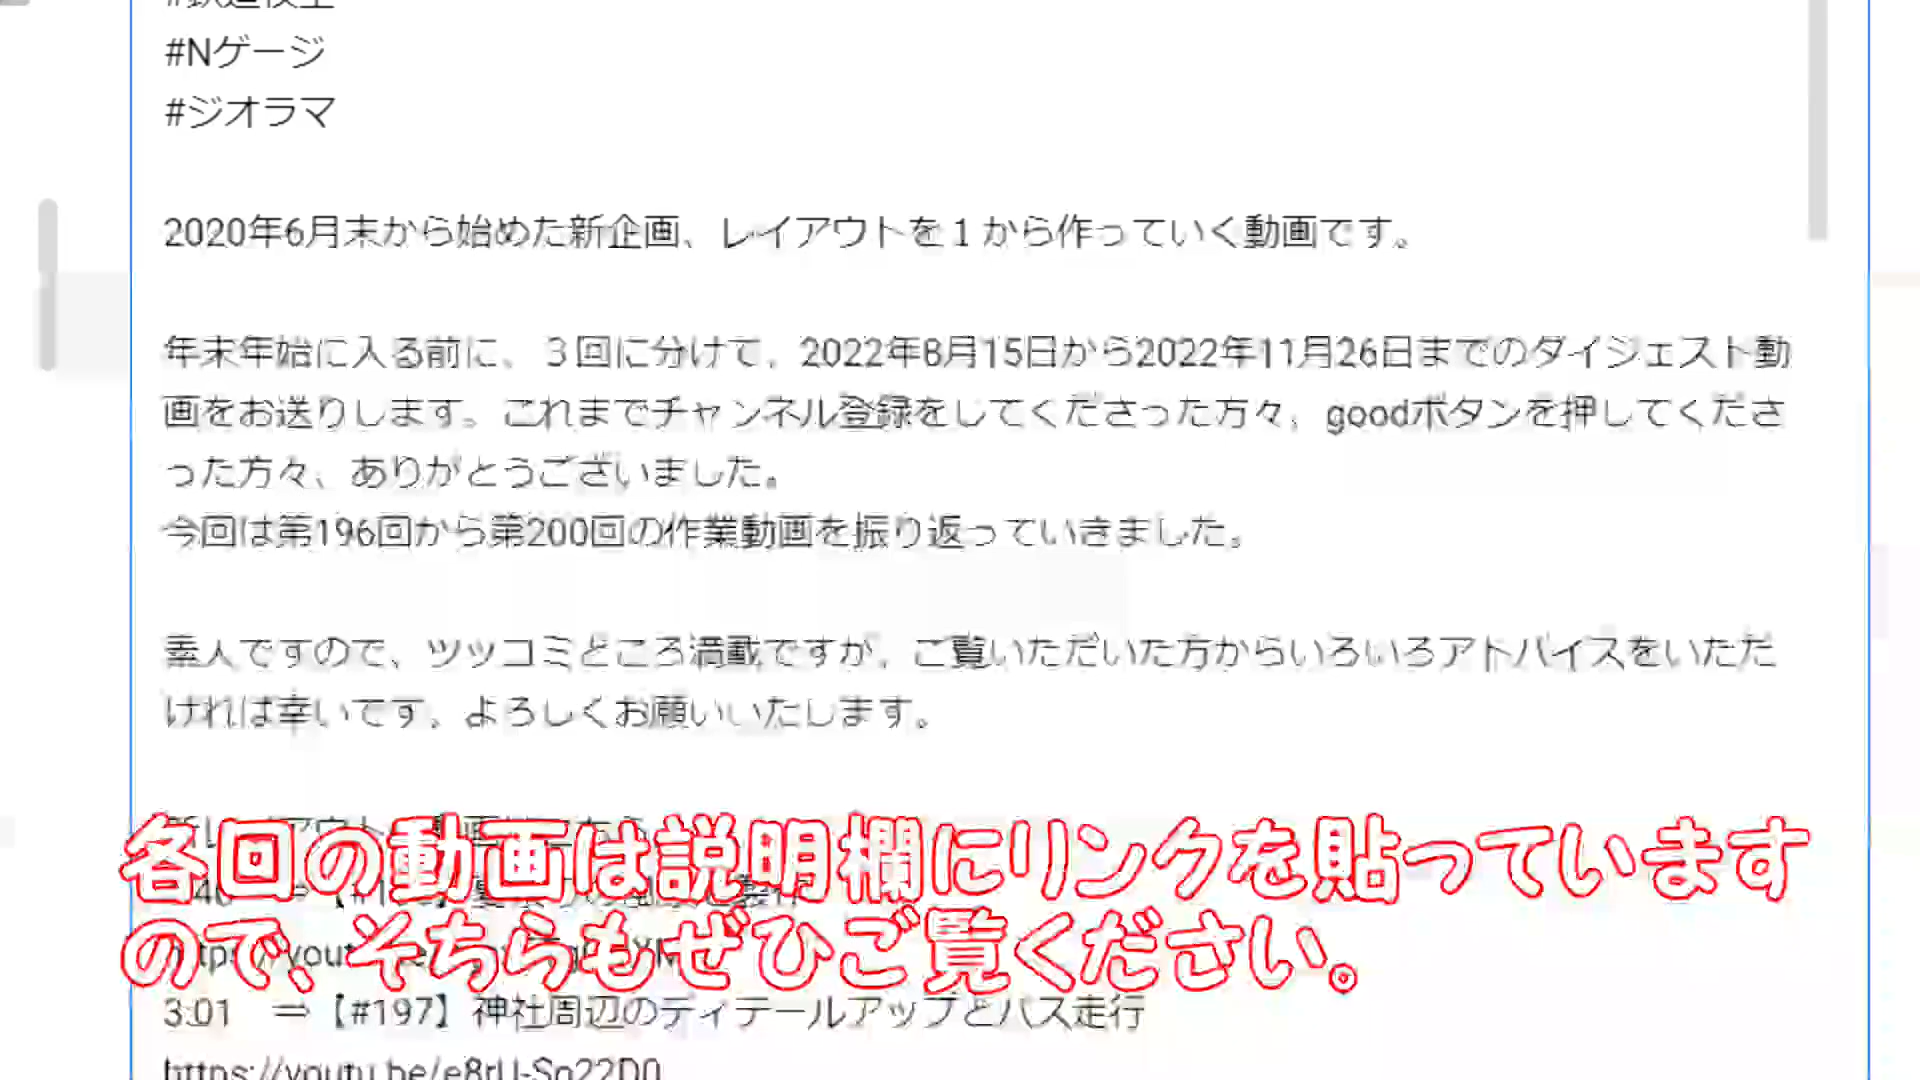 #Nゲージ
#ジオラマ
2020年6月末から始めた新企画、レイアウトを１から作っていく動画です。
年末年始に入る前に、３回に分けて、2022年8月15日から2022年11月26日までのダイジェスト動
画をお送りします。これまでチャンネル登録をしてくださった方々、goodボタンを押してくださ
った方々、ありがとうございました。
今回は第196回から第200回の作業動画を振り返っていきました。
素人ですので、ツッコミどころ満載ですが、ご覧いただいた方からいろいろアドバイスをいただ
ければ幸いです。よろしくお願いいたします。
各回の動画は説明欄にリンクを貼っています
ので、そちらもぜひご覧ください。
3:01 ⇒【#197】神社周辺のディテールアップとバス走行